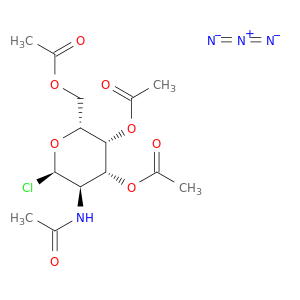 H₃C O
N⁻ N⁺ N⁻
O O CH₃
O
O O
Cl O CH₃
H₃C NH
O